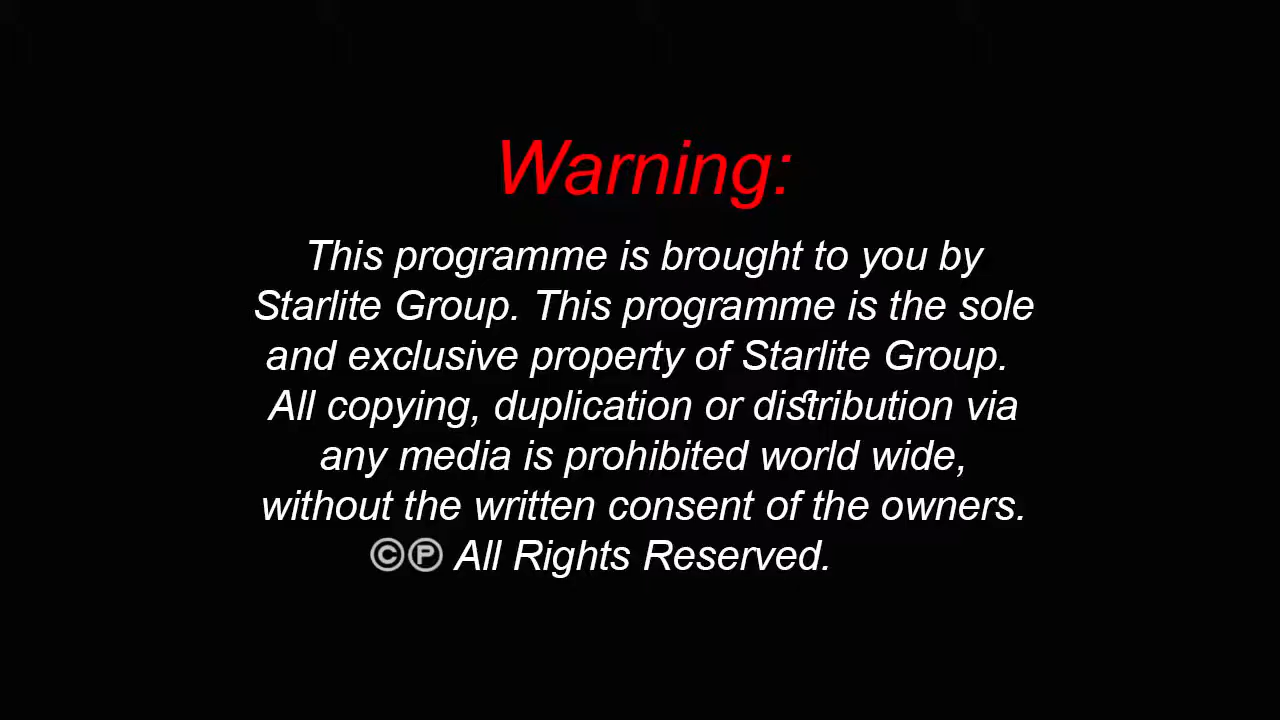 Warning:
This programme is brought to you by
Starlite Group. This programme is the sole
and exclusive property of Starlite Group.
All copying, duplication or distribution via
any media is prohibited world wide,
without the written consent of the owners.
©℗ All Rights Reserved.